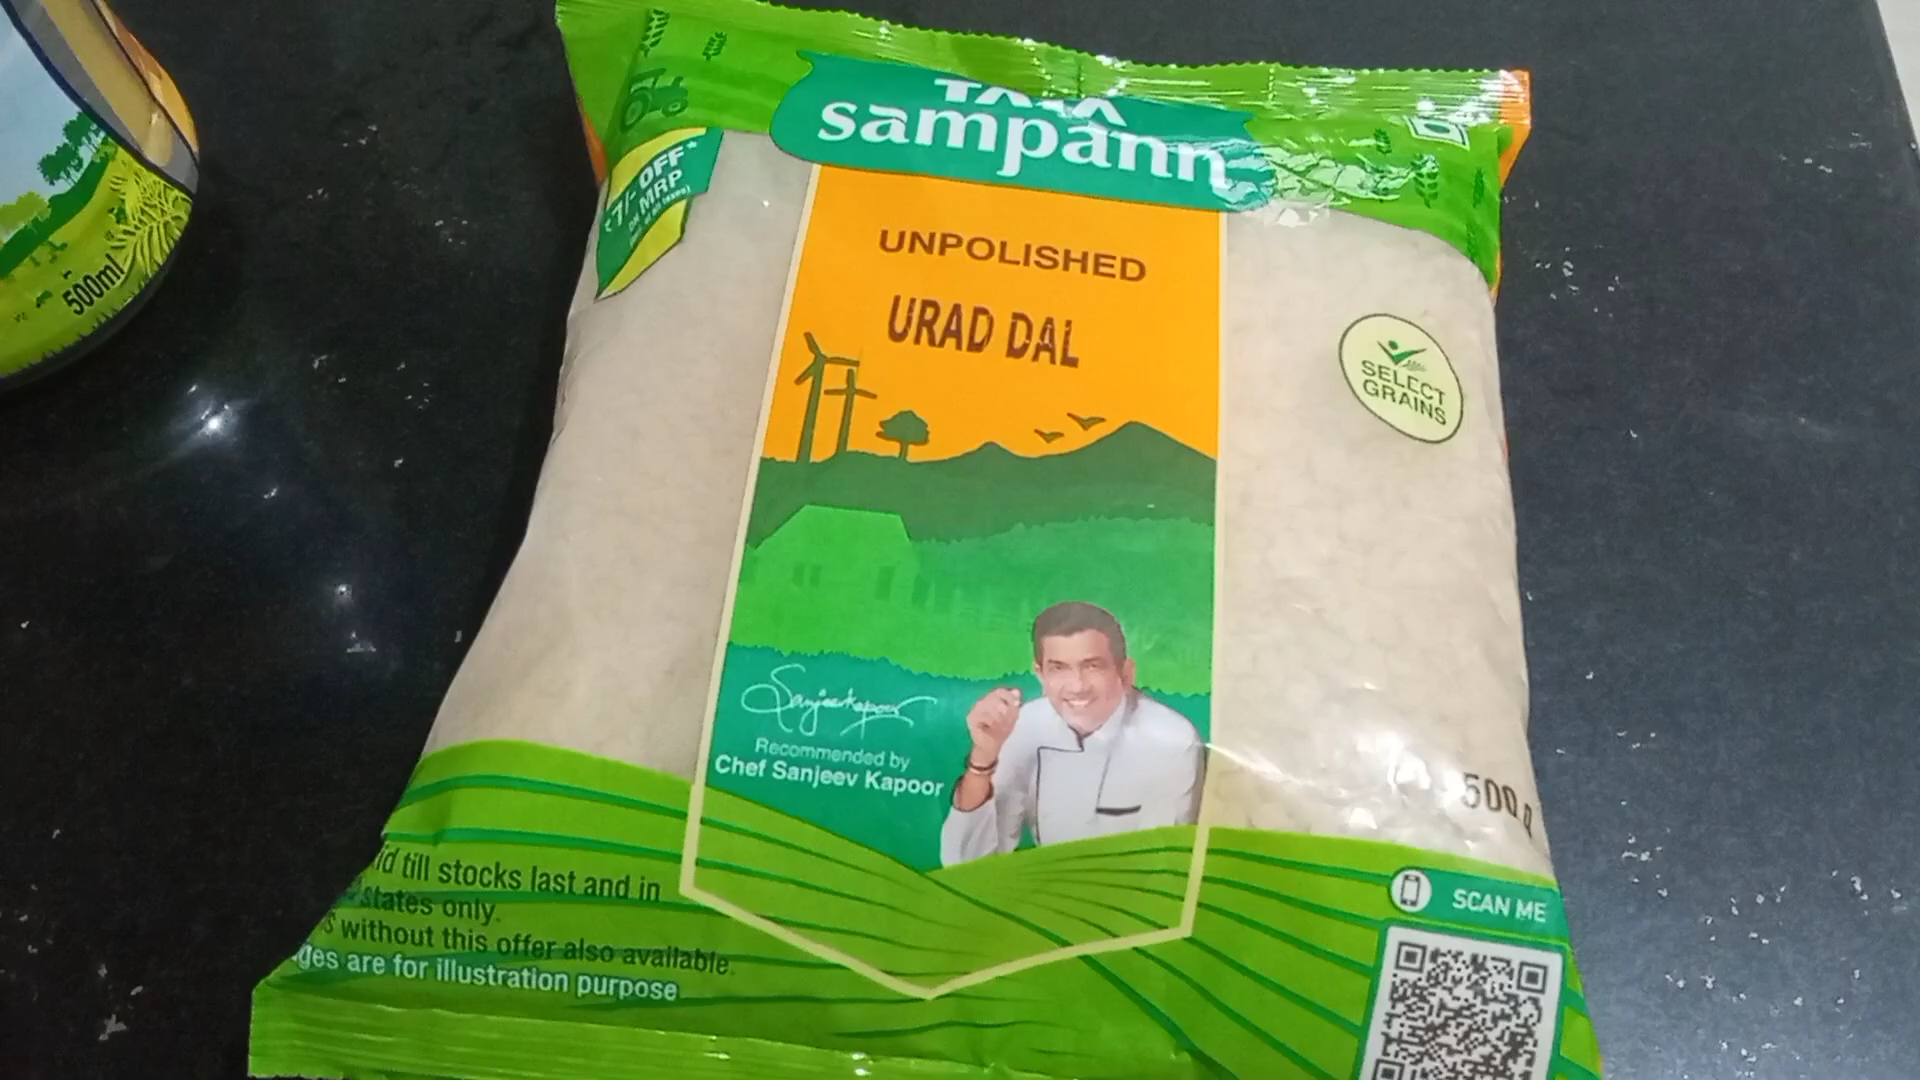 TATA
sampann
₹7/- OFF*
ON MRP
UNPOLISHED
URAD DAL
SELECT
GRAINS
500ml
Sanjeev Kapoor
Recommended by
Chef Sanjeev Kapoor
500 g
till stocks last and in
states only.
without this offer also available.
are for illustration purpose
SCAN ME